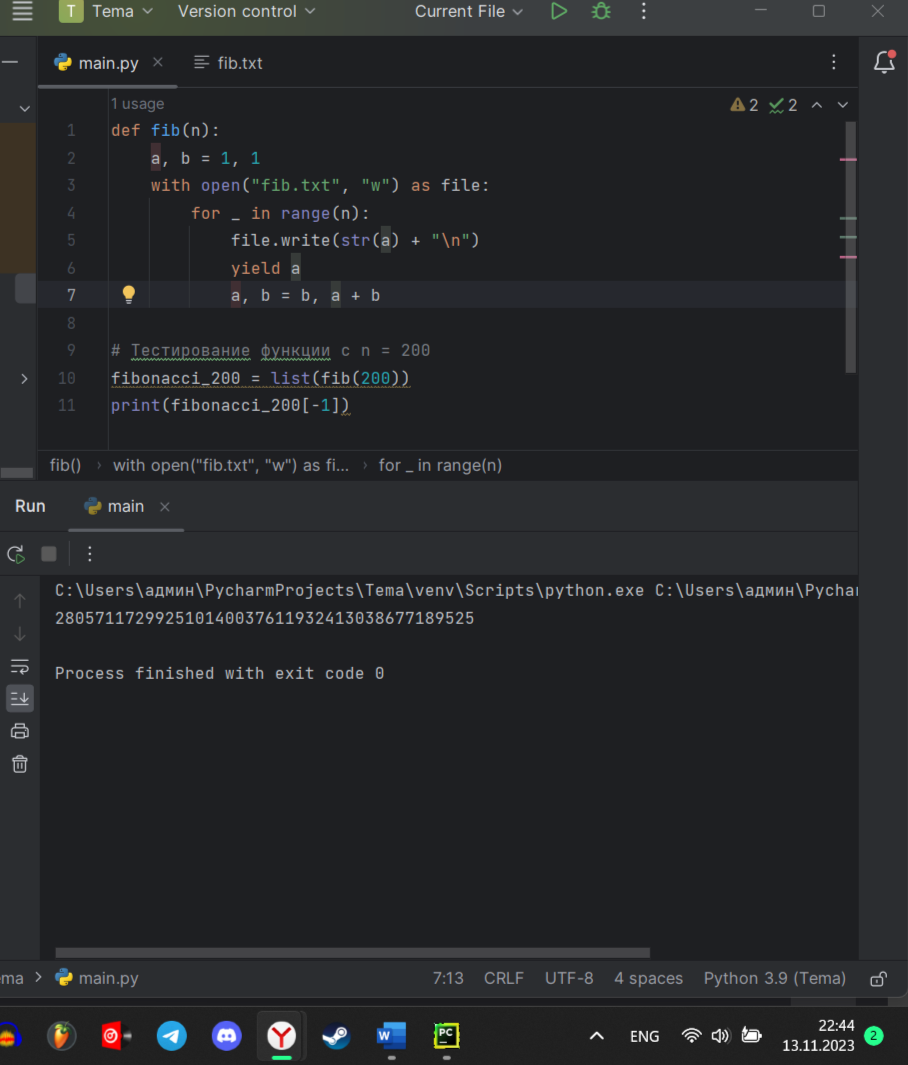 T Tema Version control Current File
main.py fib.txt
1 usage 2 2
1 def fib(n):
2 a, b = 1, 1
3 with open("fib.txt", "w") as file:
4 for _ in range(n):
5 file.write(str(a) + "\n")
6 yield a
7 a, b = b, a + b
8
9 # Тестирование функции с n = 200
10 fibonacci_200 = list(fib(200))
11 print(fibonacci_200[-1])
fib() › with open("fib.txt", "w") as fi... › for _ in range(n)
Run main
C:\Users\админ\PycharmProjects\Tema\venv\Scripts\python.exe C:\Users\админ\Pychar
280571172992510140037611932413038677189525
Process finished with exit code 0
ema › main.py 7:13 CRLF UTF-8 4 spaces Python 3.9 (Tema)
W PC ENG 22:44
13.11.2023 2